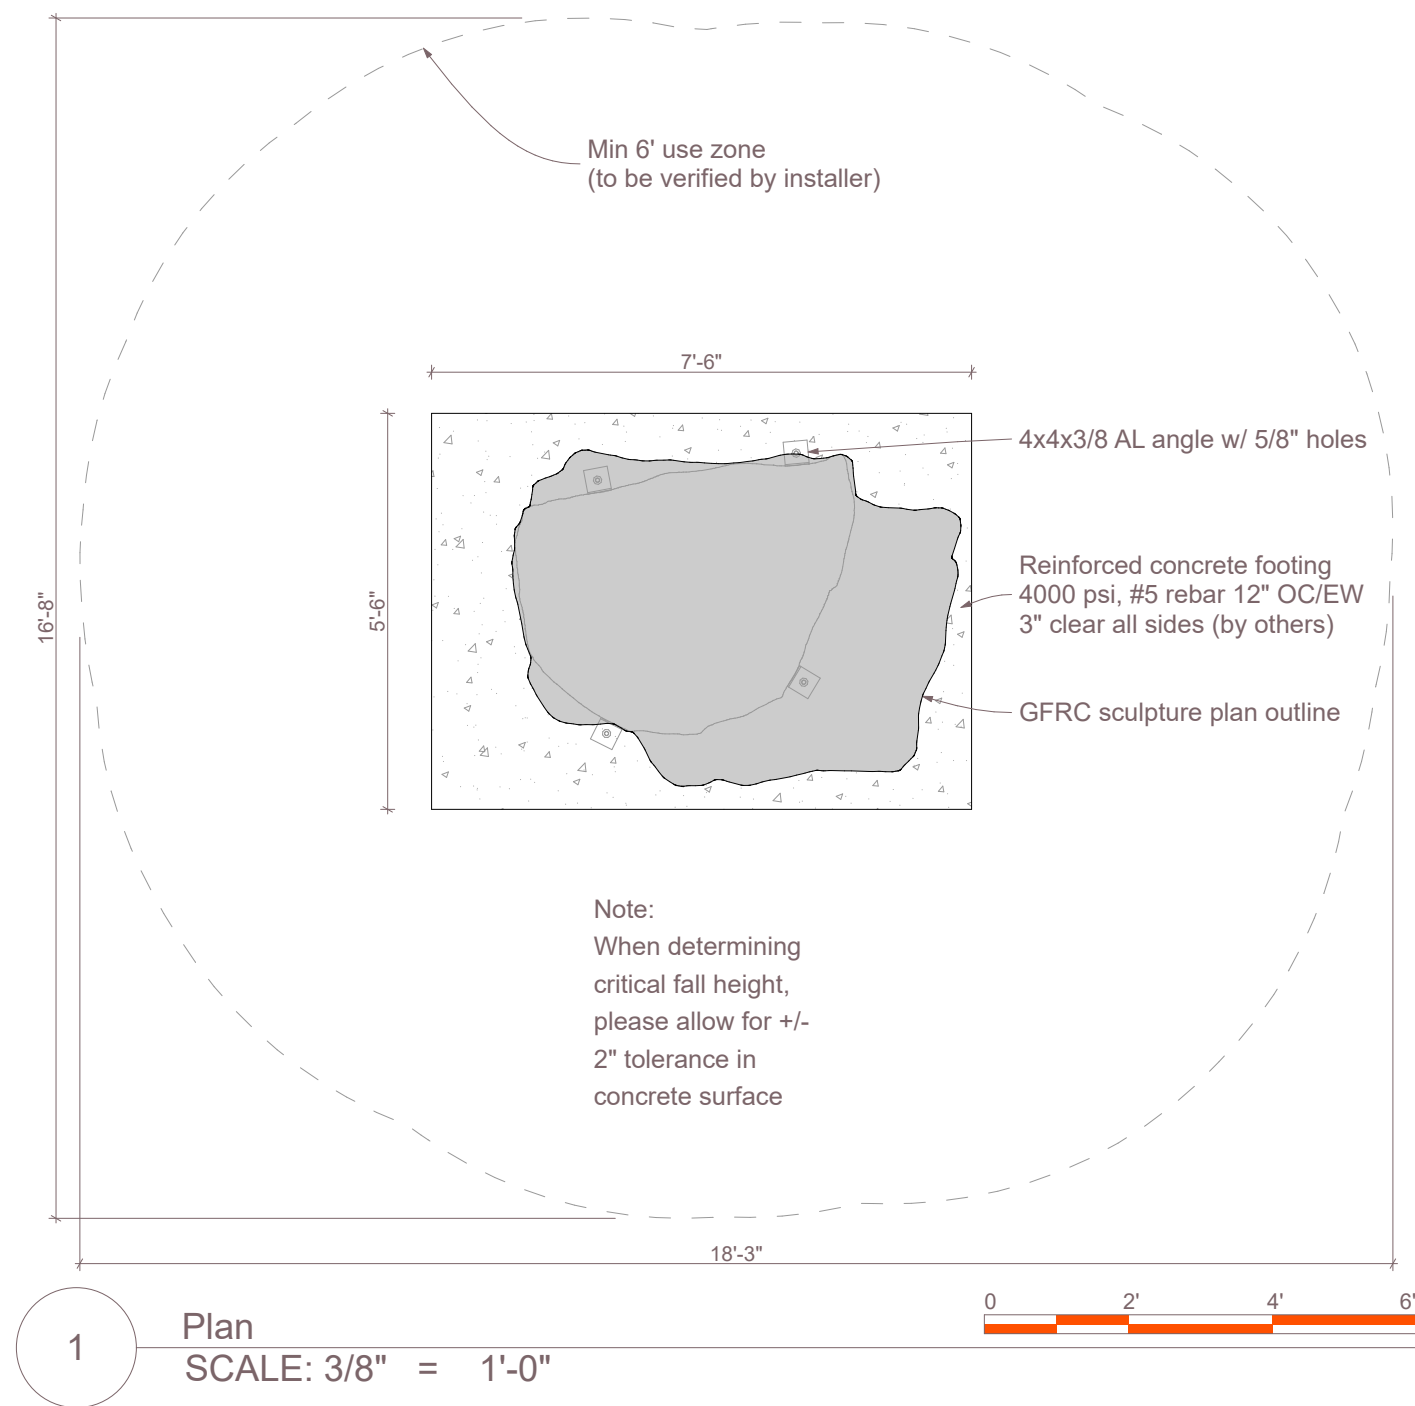 Min 6' use zone
(to be verified by installer)
7'-6"
4x4x3/8 AL angle w/ 5/8" holes
Reinforced concrete footing
4000 psi, #5 rebar 12" OC/EW
3" clear all sides (by others)
16'-8"
5'-6"
GFRC sculpture plan outline
Note:
When determining
critical fall height,
please allow for +/-
2" tolerance in
concrete surface
18'-3"
0 2' 4' 6'
1
Plan
SCALE: 3/8" = 1'-0"